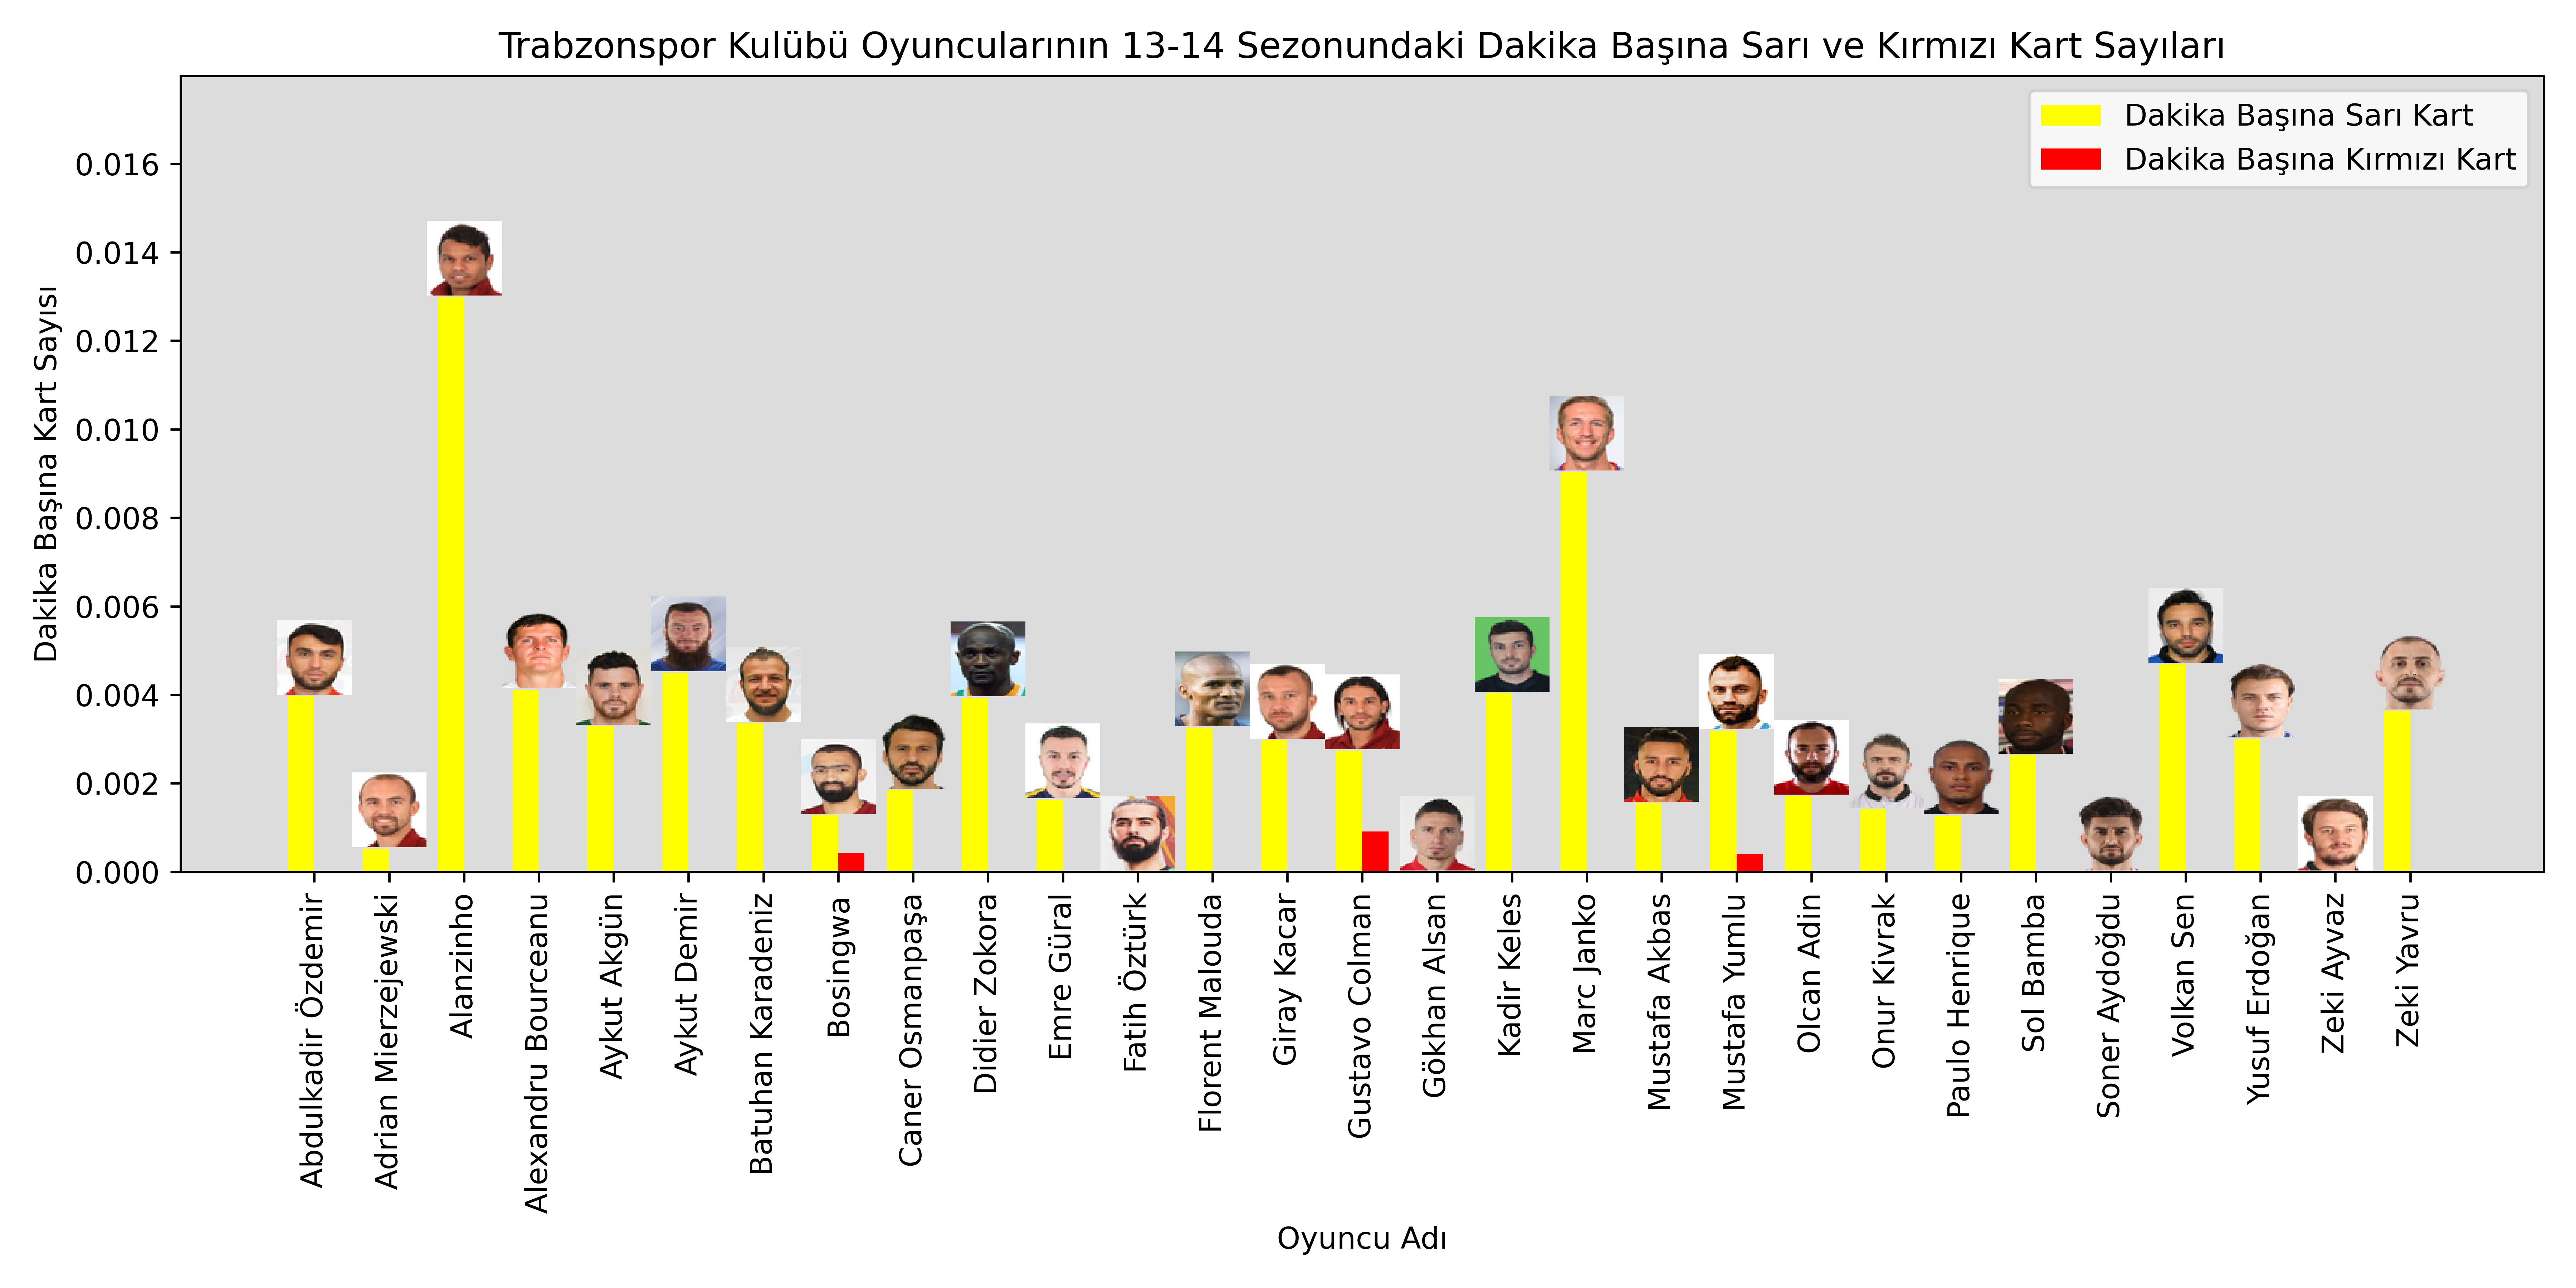 Trabzonspor Kulübü Oyuncularının 13-14 Sezonundaki Dakika Başına Sarı ve Kırmızı Kart Sayıları
Dakika Başına Sarı Kart
Dakika Başına Kırmızı Kart
Dakika Başına Kart Sayısı
0.016
0.014
0.012
0.010
0.008
0.006
0.004
0.002
0.000
Abdulkadir Özdemir
Adrian Mierzejewski
Alanzinho
Alexandru Bourceanu
Aykut Akgün
Aykut Demir
Batuhan Karadeniz
Bosingwa
Caner Osmanpaşa
Didier Zokora
Emre Güral
Fatih Öztürk
Florent Malouda
Giray Kacar
Gustavo Colman
Gökhan Alsan
Kadir Keles
Marc Janko
Mustafa Akbas
Mustafa Yumlu
Olcan Adin
Onur Kivrak
Paulo Henrique
Sol Bamba
Soner Aydoğdu
Volkan Sen
Yusuf Erdoğan
Zeki Ayvaz
Zeki Yavru
Oyuncu Adı